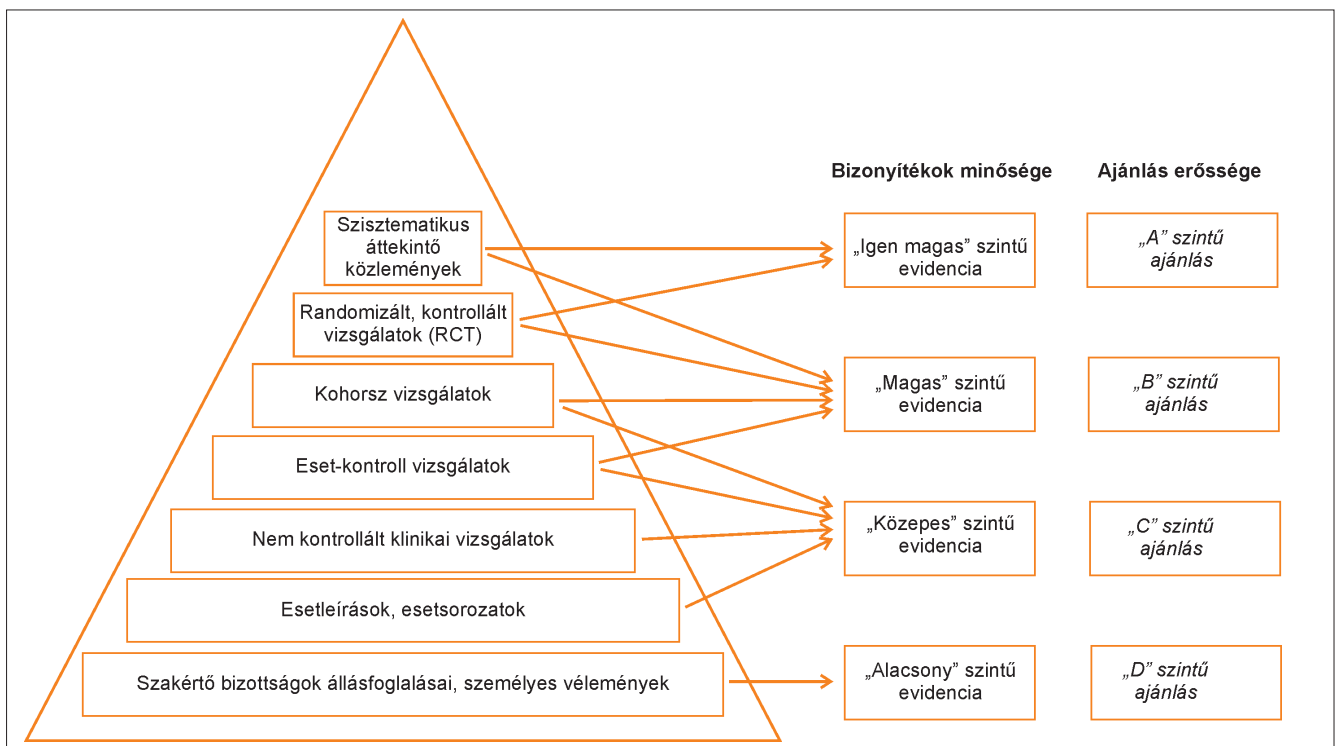 Bizonyítékok minősége
Ajánlás erőssége
Szisztematikus
áttekintő
közlemények
„Igen magas” szintű
evidencia
„A” szintű
ajánlás
Randomizált, kontrollált
vizsgálatok (RCT)
Kohorsz vizsgálatok
„Magas” szintű
evidencia
„B” szintű
ajánlás
Eset-kontroll vizsgálatok
Nem kontrollált klinikai vizsgálatok
„Közepes” szintű
evidencia
„C” szintű
ajánlás
Esetleírások, esetsorozatok
Szakértő bizottságok állásfoglalásai, személyes vélemények
„Alacsony” szintű
evidencia
„D” szintű
ajánlás